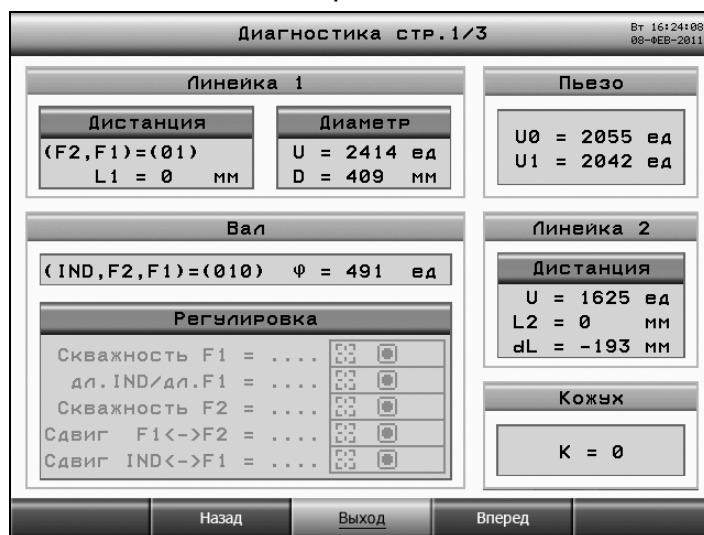 Диагностика стр.1/3
Вт 16:24:08
08-ФЕВ-2011
Линейка 1
Дистанция
(F2,F1)=(01)
L1 = 0 мм
Диаметр
U = 2414 ед
D = 409 мм
Пьезо
U0 = 2055 ед
U1 = 2042 ед
Вал
(IND,F2,F1)=(010) φ = 491 ед
Регулировка
Скважность F1 = ....
дл.IND/дл.F1 = ....
Скважность F2 = ....
Сдвиг F1<->F2 = ....
Сдвиг IND<->F1 = ....
Линейка 2
Дистанция
U = 1625 ед
L2 = 0 мм
dL = -193 мм
Кожух
K = 0
Назад Выход Вперед